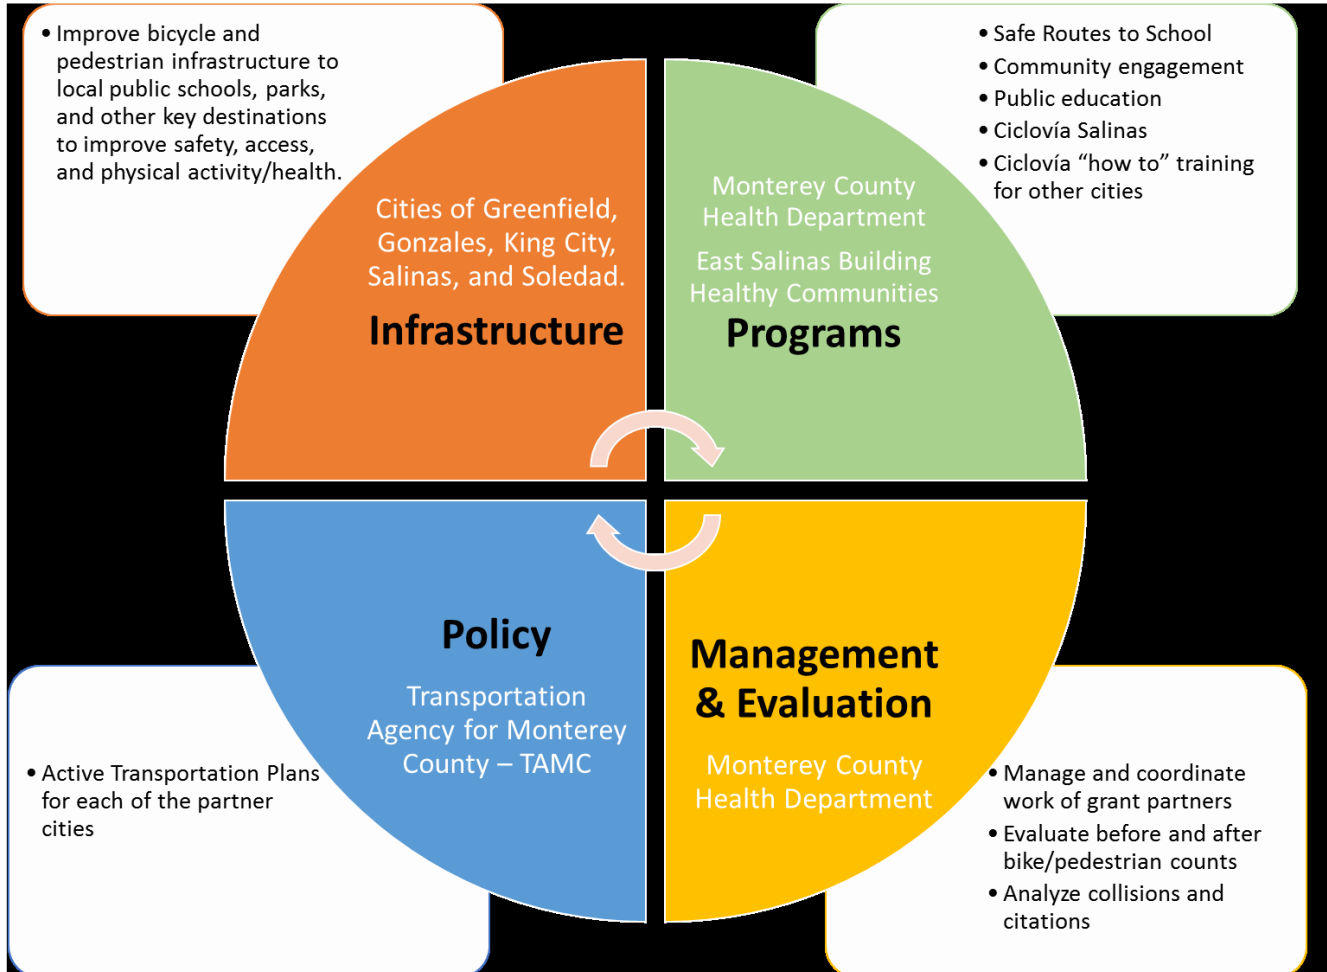 • Improve bicycle and
pedestrian infrastructure to
local public schools, parks,
and other key destinations
to improve safety, access,
and physical activity/health.
Cities of Greenfield,
Gonzales, King City,
Salinas, and Soledad.
Infrastructure
• Safe Routes to School
• Community engagement
• Public education
• Ciclovía Salinas
• Ciclovía “how to” training
for other cities
Monterey County
Health Department
East Salinas Building
Healthy Communities
Programs
Policy
Transportation
Agency for Monterey
County – TAMC
• Active Transportation Plans
for each of the partner
cities
Management
& Evaluation
Monterey County
Health Department
• Manage and coordinate
work of grant partners
• Evaluate before and after
bike/pedestrian counts
• Analyze collisions and
citations